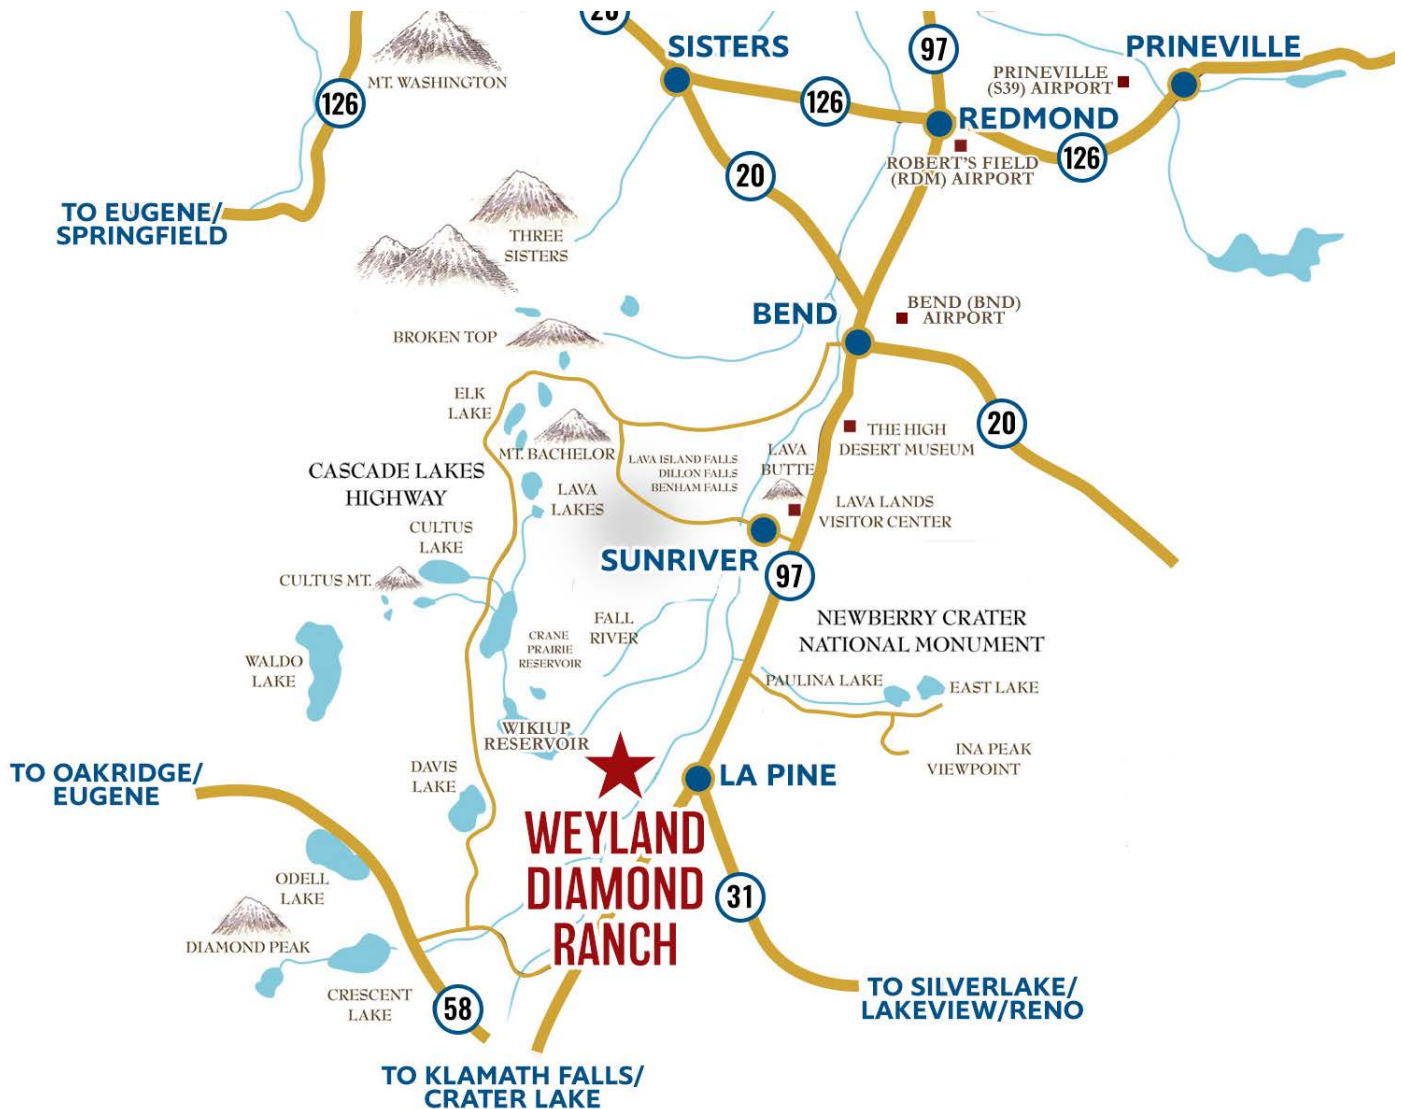 20
SISTERS
97
PRINEVILLE
MT. WASHINGTON
PRINEVILLE
(S39) AIRPORT
126
126
REDMOND
126
ROBERT'S FIELD
(RDM) AIRPORT
20
TO EUGENE/
SPRINGFIELD
THREE
SISTERS
BEND
BEND (BND)
AIRPORT
BROKEN TOP
ELK
LAKE
20
THE HIGH
DESERT MUSEUM
MT. BACHELOR
LAVA ISLAND FALLS
DILLON FALLS
BENHAM FALLS
LAVA
BUTTE
CASCADE LAKES
HIGHWAY
LAVA
LAKES
LAVA LANDS
VISITOR CENTER
CULTUS
LAKE
SUNRIVER
97
CULTUS MT.
FALL
RIVER
NEWBERRY CRATER
NATIONAL MONUMENT
CRANE
PRAIRIE
RESERVOIR
WALDO
LAKE
PAULINA LAKE
EAST LAKE
WIKIUP
RESERVOIR
INA PEAK
VIEWPOINT
TO OAKRIDGE/
EUGENE
DAVIS
LAKE
LA PINE
WEYLAND
DIAMOND
RANCH
ODELL
LAKE
31
DIAMOND PEAK
CRESCENT
LAKE
58
TO SILVERLAKE/
LAKEVIEW/RENO
TO KLAMATH FALLS/
CRATER LAKE